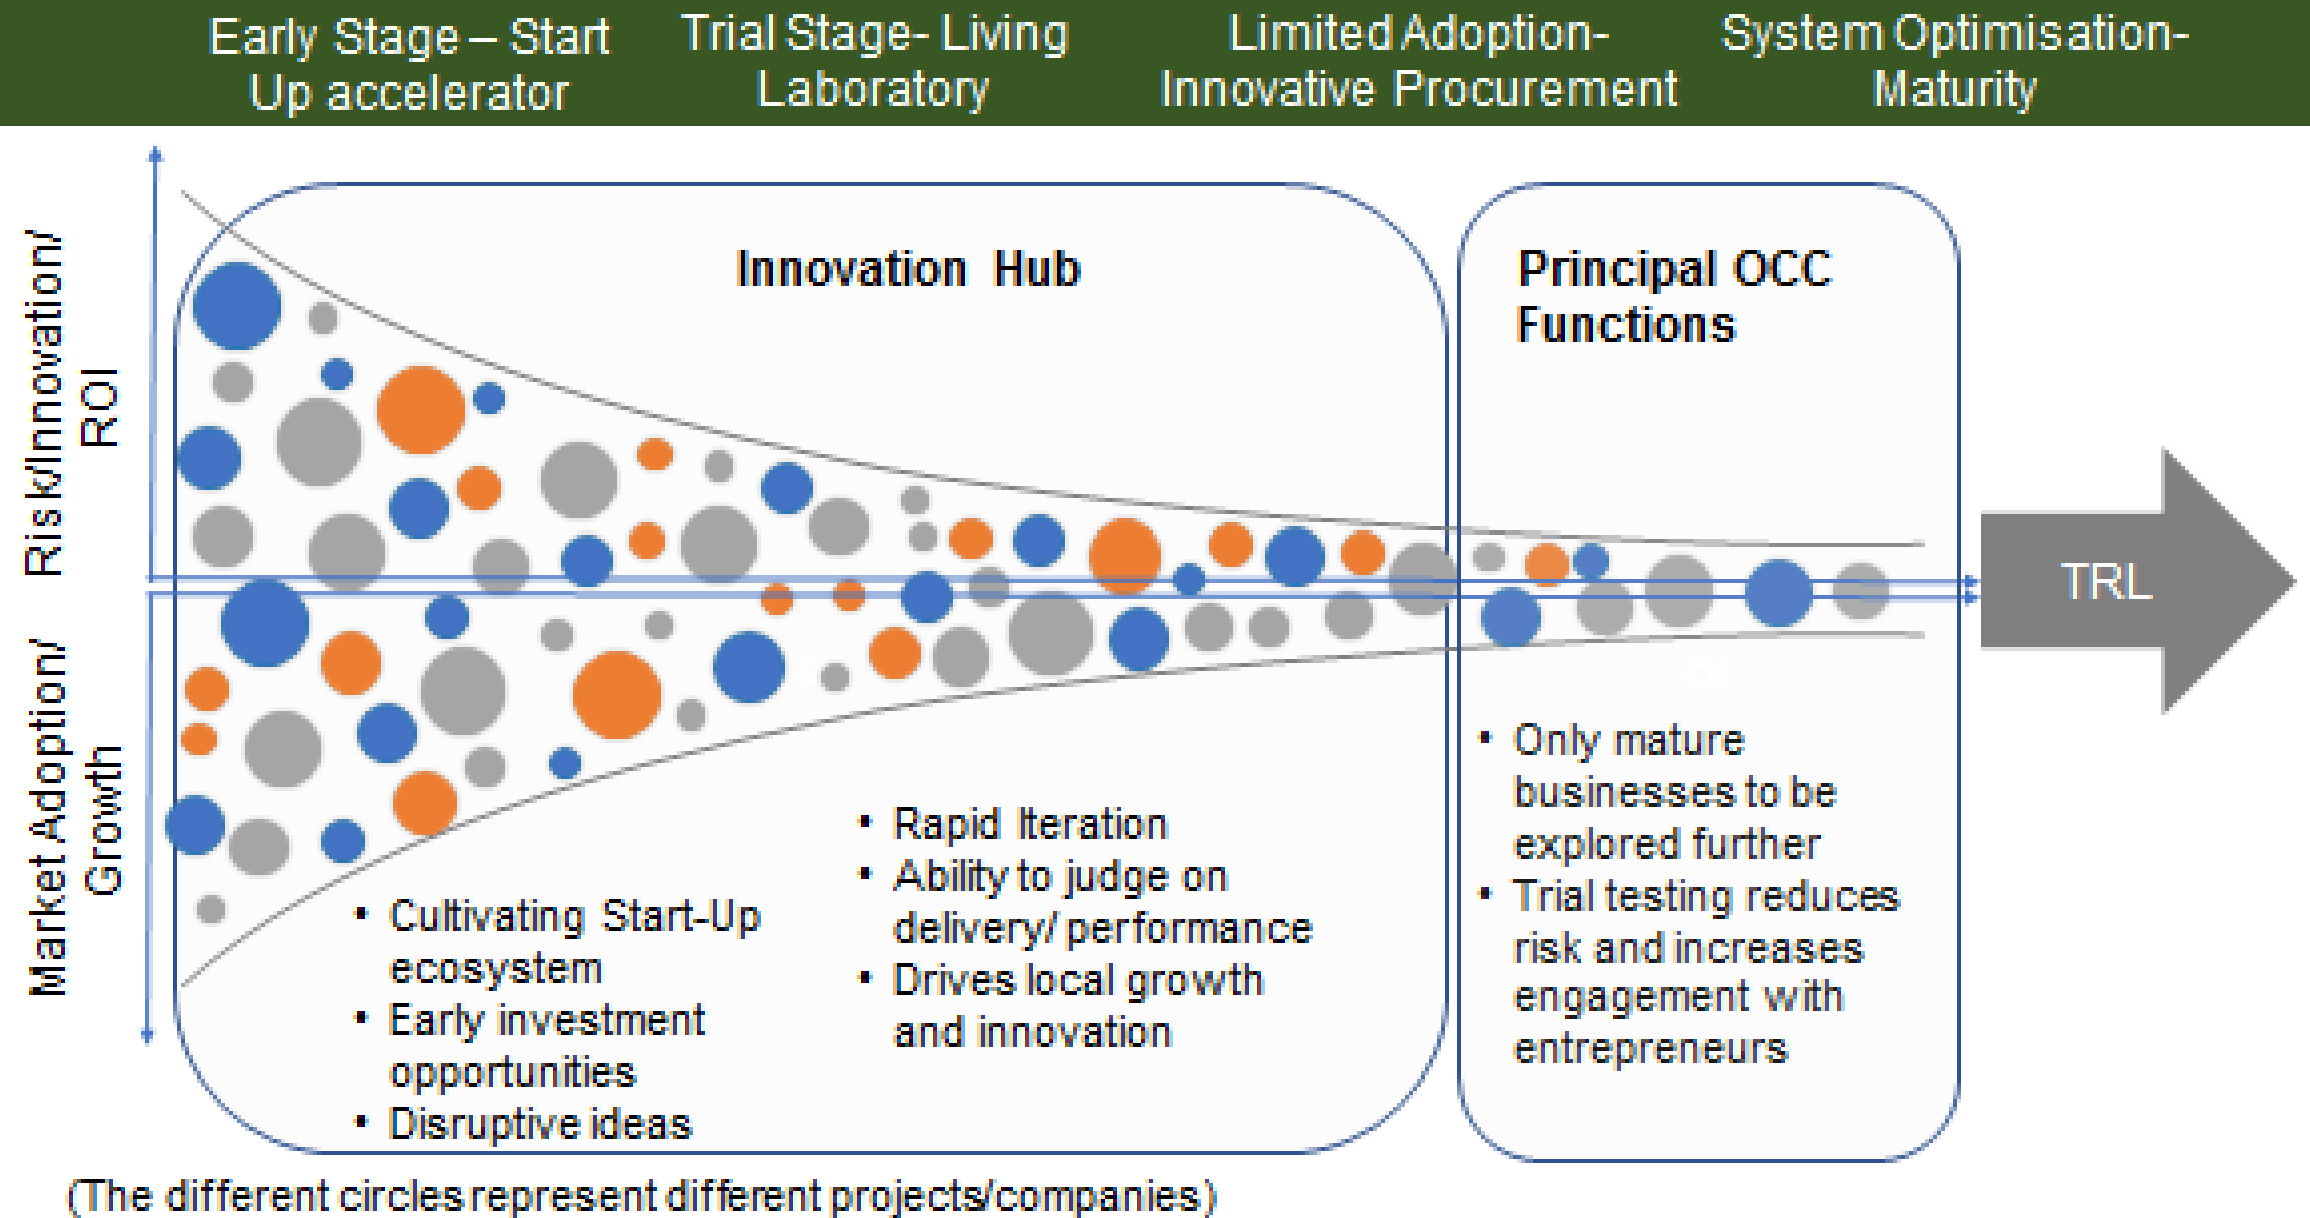 Early Stage – Start
Up accelerator
Trial Stage- Living
Laboratory
Limited Adoption-
Innovative Procurement
System Optimisation-
Maturity
Risk/Innovation/
ROI
Market Adoption/
Growth
Innovation Hub
Principal OCC
Functions
TRL
• Cultivating Start-Up
ecosystem
• Early investment
opportunities
• Disruptive ideas
• Rapid Iteration
• Ability to judge on
delivery/ performance
• Drives local growth
and innovation
• Only mature
businesses to be
explored further
• Trial testing reduces
risk and increases
engagement with
entrepreneurs
(The different circles represent different projects/companies)